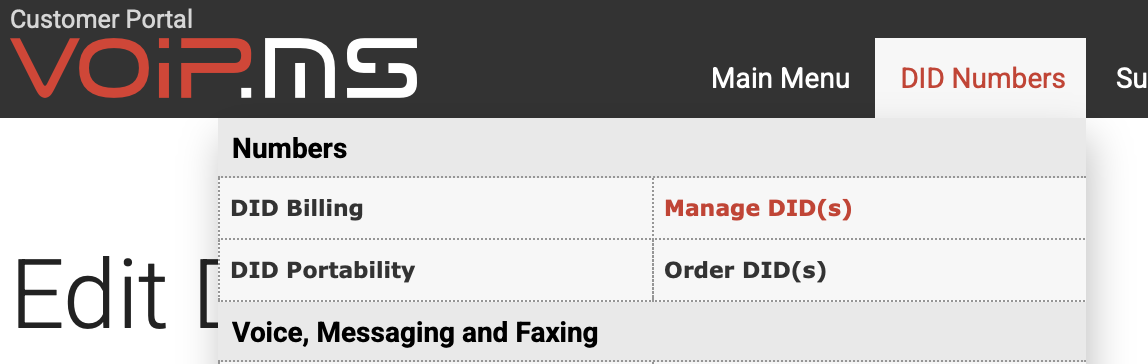 Customer Portal
VOIP.MS
Main Menu
DID Numbers
Su
Numbers
DID Billing
Manage DID(s)
DID Portability
Order DID(s)
Edit
Voice, Messaging and Faxing